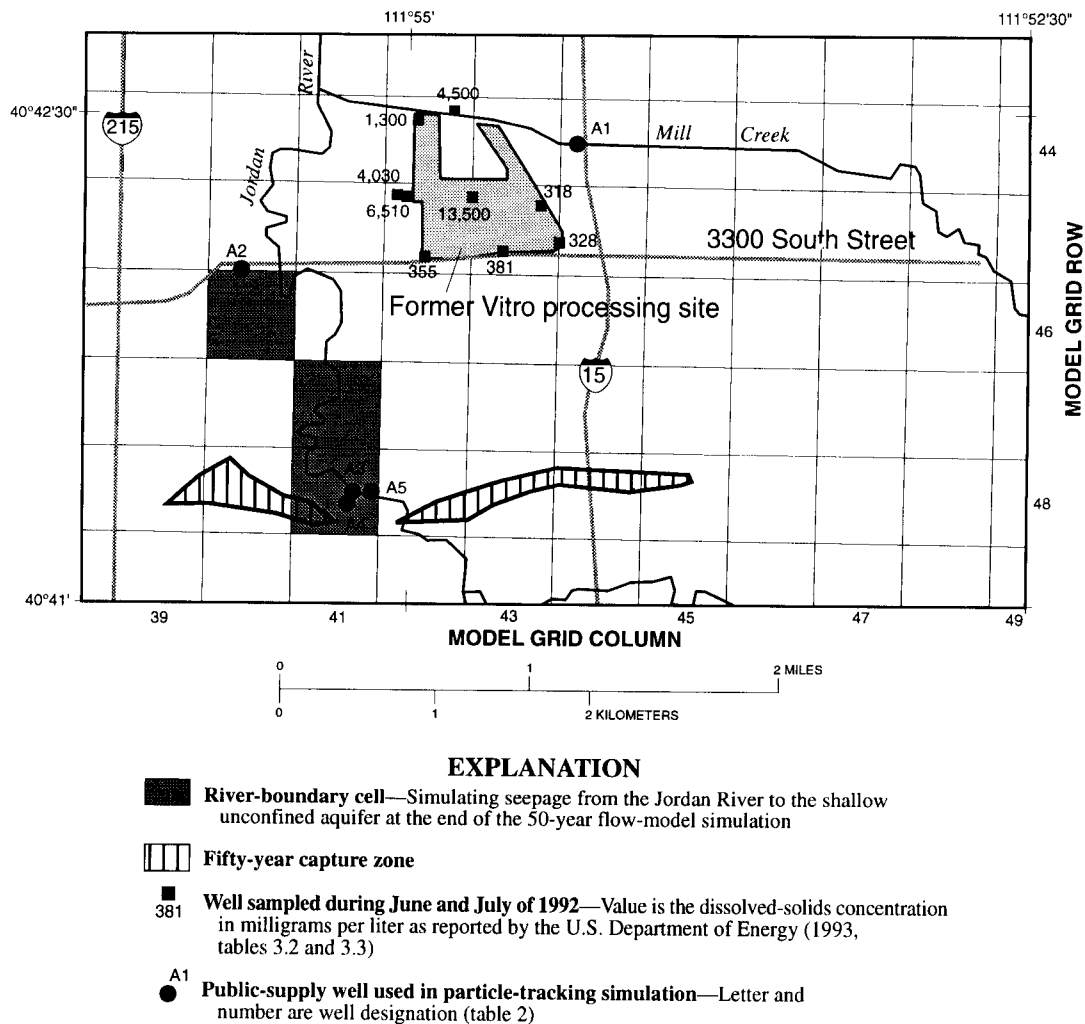 111°55'
111°52'30"
40°42'30"
215
River
Jordan
4,500
1,300
A1
Mill Creek
44
4,030
6,510
13,500
318
328
3300 South Street
A2
355
381
Former Vitro processing site
46
15
MODEL GRID ROW
A5
48
40°41'
39
41
43
45
47
49
MODEL GRID COLUMN
0 1 2 MILES
0 1 2 KILOMETERS
EXPLANATION
River-boundary cell—Simulating seepage from the Jordan River to the shallow
unconfined aquifer at the end of the 50-year flow-model simulation
Fifty-year capture zone
381
Well sampled during June and July of 1992—Value is the dissolved-solids concentration
in milligrams per liter as reported by the U.S. Department of Energy (1993,
tables 3.2 and 3.3)
A1
Public-supply well used in particle-tracking simulation—Letter and
number are well designation (table 2)